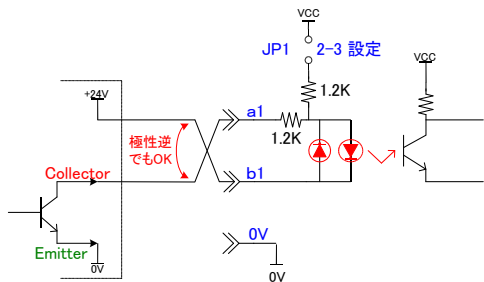 VCC
JP1 2-3 設定
VCC
+24V
1.2K
a1
極性逆
でもOK
1.2K
Collector
b1
Emitter
0V
0V
0V